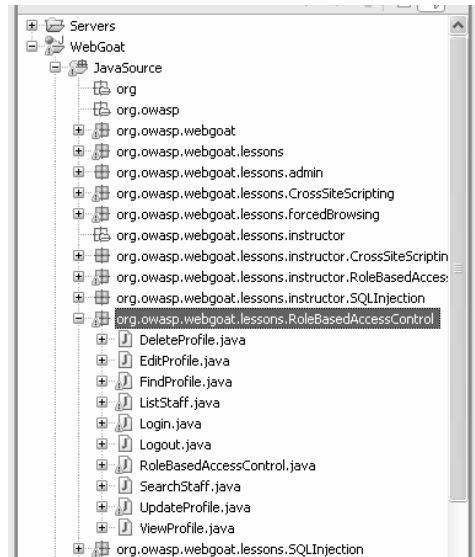 Servers
WebGoat
JavaSource
org
org.owasp
org.owasp.webgoat
org.owasp.webgoat.lessons
org.owasp.webgoat.lessons.admin
org.owasp.webgoat.lessons.CrossSiteScripting
org.owasp.webgoat.lessons.forcedBrowsing
org.owasp.webgoat.lessons.instructor
org.owasp.webgoat.lessons.instructor.CrossSiteScriptin
org.owasp.webgoat.lessons.instructor.RoleBasedAcces
org.owasp.webgoat.lessons.instructor.SQLInjection
org.owasp.webgoat.lessons.RoleBasedAccessControl
DeleteProfile.java
EditProfile.java
FindProfile.java
ListStaff.java
Login.java
Logout.java
RoleBasedAccessControl.java
SearchStaff.java
UpdateProfile.java
ViewProfile.java
org.owasp.webgoat.lessons.SQLInjection